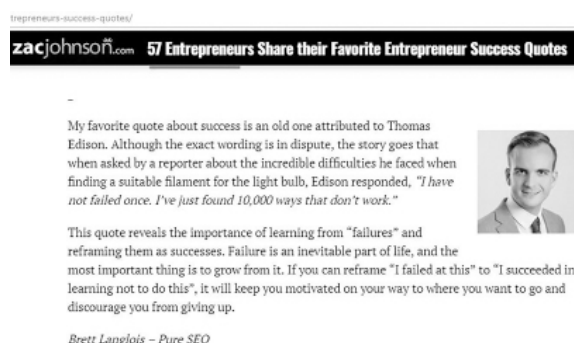 trepreneurs-success-quotes/
zacjohnson.com 57 Entrepreneurs Share their Favorite Entrepreneur Success Quotes
–
My favorite quote about success is an old one attributed to Thomas
Edison. Although the exact wording is in dispute, the story goes that
when asked by a reporter about the incredible difficulties he faced when
finding a suitable filament for the light bulb, Edison responded, “I have
not failed once. I’ve just found 10,000 ways that don’t work.”
This quote reveals the importance of learning from “failures” and
reframing them as successes. Failure is an inevitable part of life, and the
most important thing is to grow from it. If you can reframe “I failed at this” to “I succeeded in
learning not to do this”, it will keep you motivated on your way to where you want to go and
discourage you from giving up.
Brett Langlois – Pure SEO